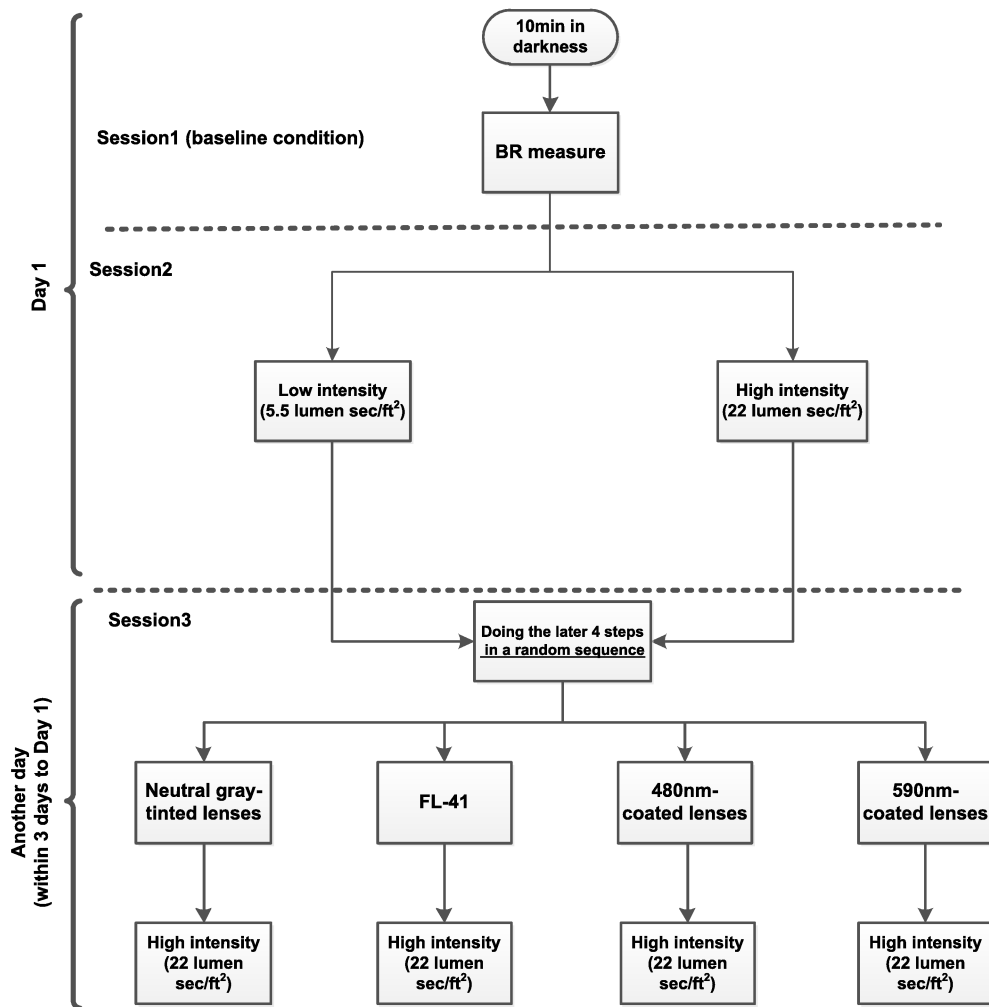 10min in
darkness
Session1 (baseline condition)
BR measure
Day 1
Session2
Low intensity
(5.5 lumen sec/ft²)
High intensity
(22 lumen sec/ft²)
Session3
Doing the later 4 steps
in a random sequence
Another day
(within 3 days to Day 1)
Neutral gray-
tinted lenses
FL-41
480nm-
coated lenses
590nm-
coated lenses
High intensity
(22 lumen
sec/ft²)
High intensity
(22 lumen
sec/ft²)
High intensity
(22 lumen
sec/ft²)
High intensity
(22 lumen
sec/ft²)